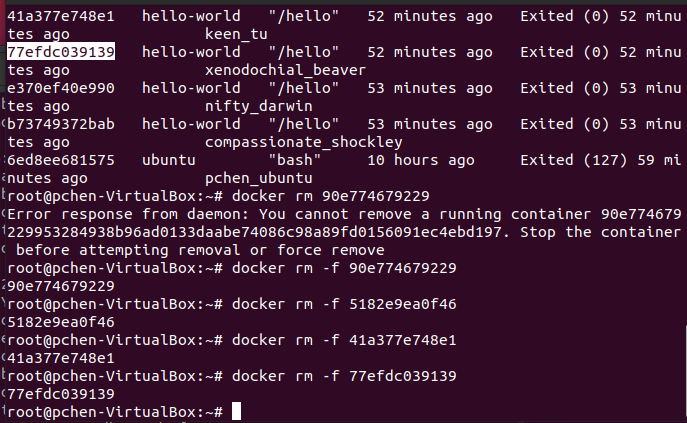 41a377e748e1   hello-world   "/hello"   52 minutes ago   Exited (0) 52 minu
tes ago                 keen_tu
77efdc039139   hello-world   "/hello"   52 minutes ago   Exited (0) 52 minu
tes ago                 xenodochial_beaver
e370ef40e990   hello-world   "/hello"   53 minutes ago   Exited (0) 53 minu
tes ago                 nifty_darwin
b73749372bab   hello-world   "/hello"   53 minutes ago   Exited (0) 53 minu
tes ago                 compassionate_shockley
6ed8ee681575   ubuntu        "bash"     10 hours ago     Exited (127) 59 mi
nutes ago               pchen_ubuntu
root@pchen-VirtualBox:~# docker rm 90e774679229
Error response from daemon: You cannot remove a running container 90e774679
229953284938b96ad0133daabe74086c98a89fd0156091ec4ebd197. Stop the container
 before attempting removal or force remove
root@pchen-VirtualBox:~# docker rm -f 90e774679229
90e774679229
root@pchen-VirtualBox:~# docker rm -f 5182e9ea0f46
5182e9ea0f46
root@pchen-VirtualBox:~# docker rm -f 41a377e748e1
41a377e748e1
root@pchen-VirtualBox:~# docker rm -f 77efdc039139
77efdc039139
root@pchen-VirtualBox:~#